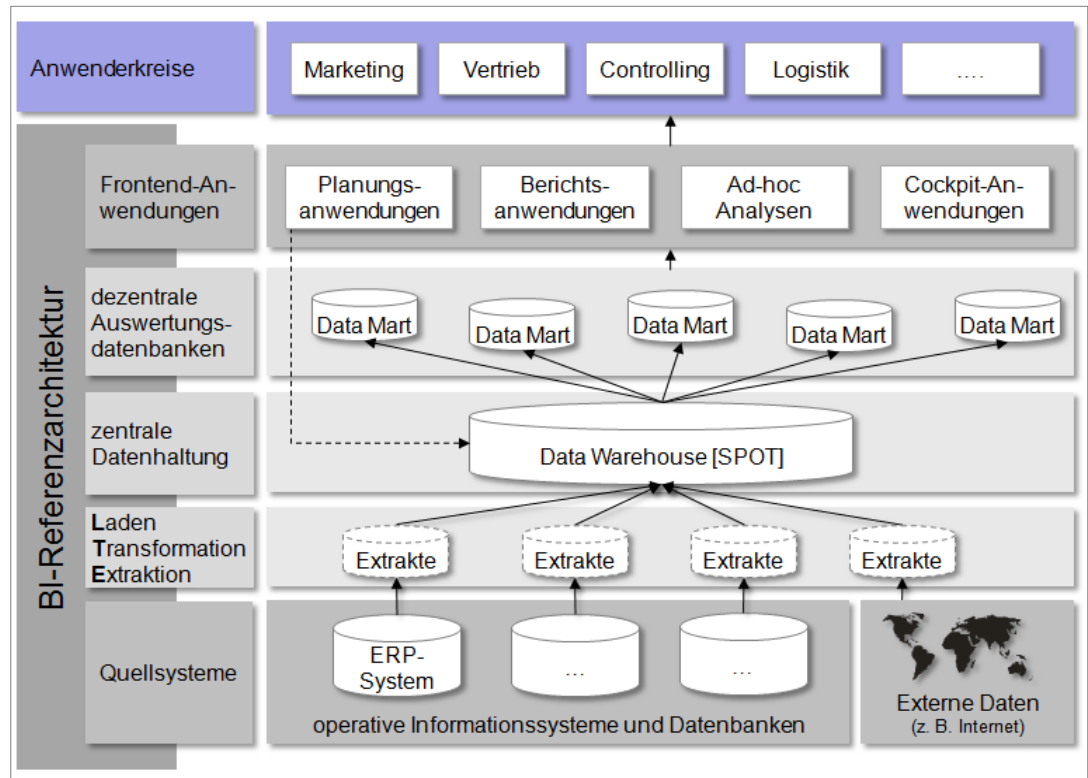 Anwenderkreise
Marketing
Vertrieb
Controlling
Logistik
....
BI-Referenzarchitektur
Frontend-An-
wendungen
Planungs-
anwendungen
Berichts-
anwendungen
Ad-hoc
Analysen
Cockpit-An-
wendungen
dezentrale
Auswertungs-
datenbanken
Data Mart
Data Mart
Data Mart
Data Mart
Data Mart
zentrale
Datenhaltung
Data Warehouse [SPOT]
Laden
Transformation
Extraktion
Extrakte
Extrakte
Extrakte
Extrakte
Quellsysteme
ERP-
System
...
...
operative Informationssysteme und Datenbanken
Externe Daten
(z. B. Internet)